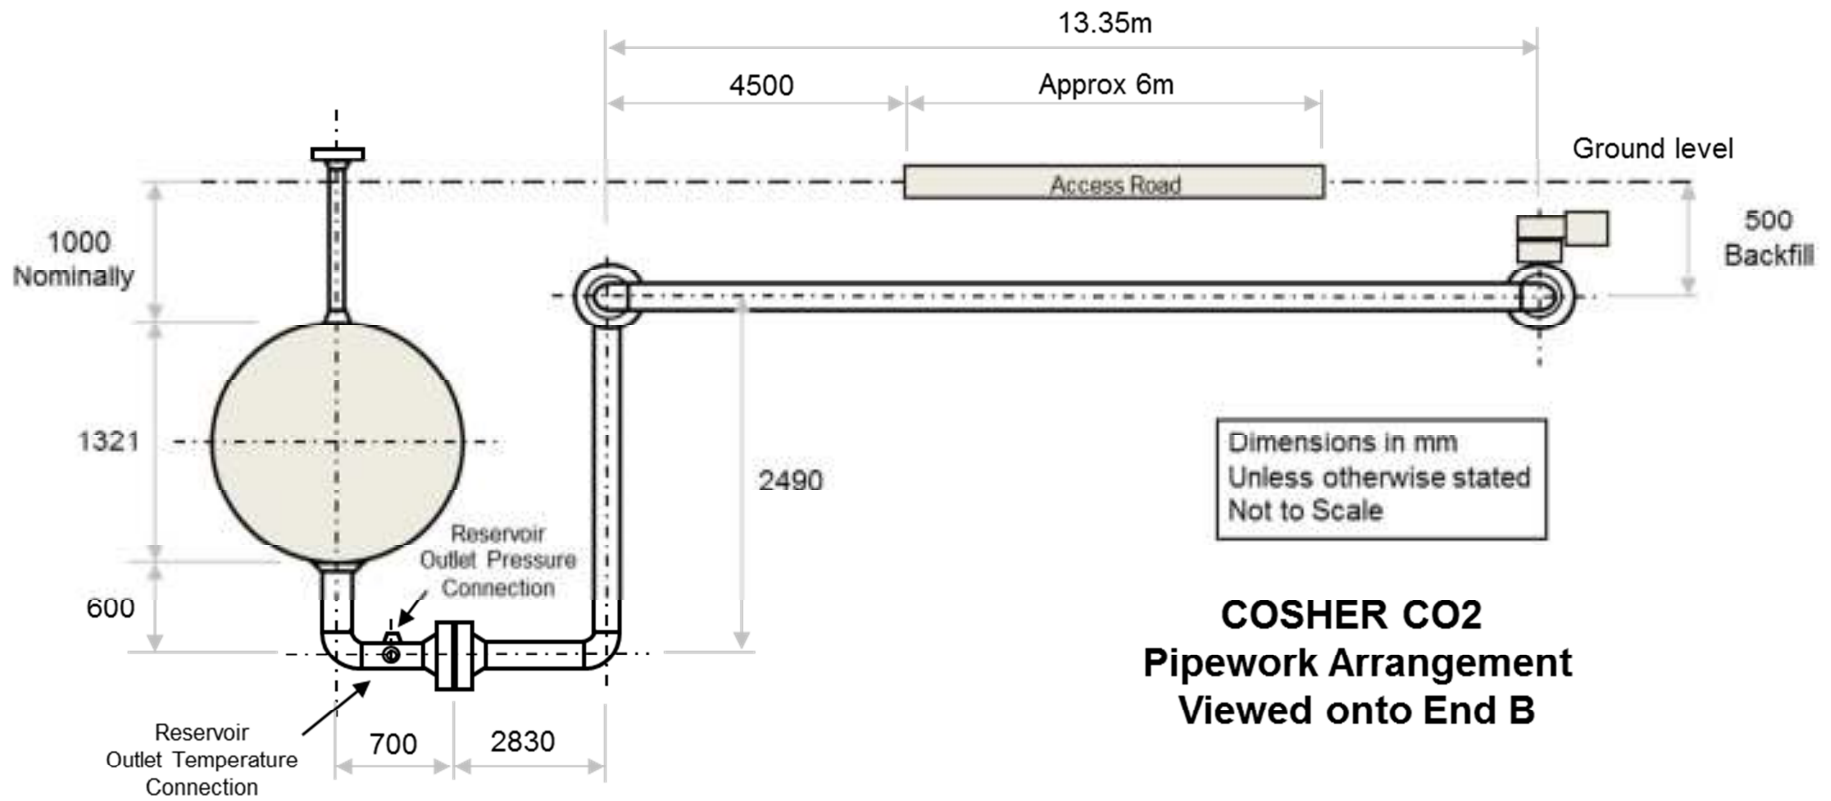 13.35m
4500
Approx 6m
Ground level
Access Road
1000
Nominally
500
Backfill
1321
2490
Dimensions in mm
Unless otherwise stated
Not to Scale
Reservoir
Outlet Pressure
Connection
600
COSHER CO2
Pipework Arrangement
Viewed onto End B
Reservoir
Outlet Temperature
Connection
700
2830